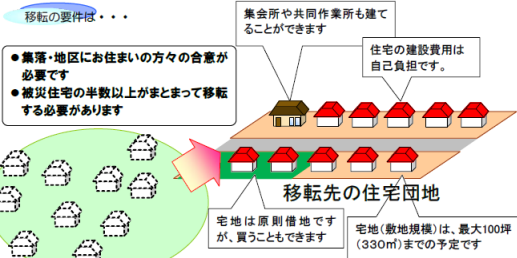 移転の要件は・・・
●集落・地区にお住まいの方々の合意が
必要です
●被災住宅の半数以上がまとまって移転
する必要があります
集会所や共同作業所も建て
ることができます
住宅の建設費用は
自己負担です。
移転先の住宅団地
宅地は原則借地です
が、買うこともできます
宅地（敷地規模）は、最大100坪
（330㎡）までの予定です